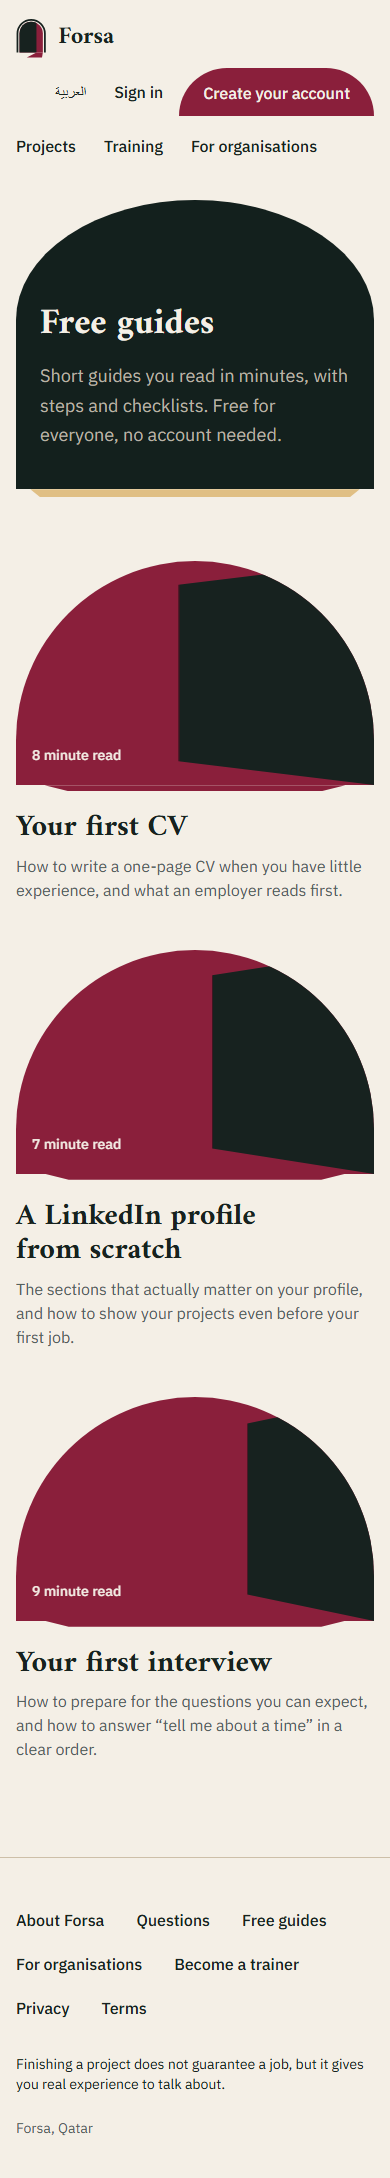 Forsa
العربية
Sign in
Create your account
Projects
Training
For organisations
Free guides
Short guides you read in minutes, with
steps and checklists. Free for
everyone, no account needed.
8 minute read
Your first CV
How to write a one-page CV when you have little
experience, and what an employer reads first.
7 minute read
A LinkedIn profile
from scratch
The sections that actually matter on your profile,
and how to show your projects even before your
first job.
9 minute read
Your first interview
How to prepare for the questions you can expect,
and how to answer “tell me about a time” in a
clear order.
About Forsa
Questions
Free guides
For organisations
Become a trainer
Privacy
Terms
Finishing a project does not guarantee a job, but it gives
you real experience to talk about.
Forsa, Qatar